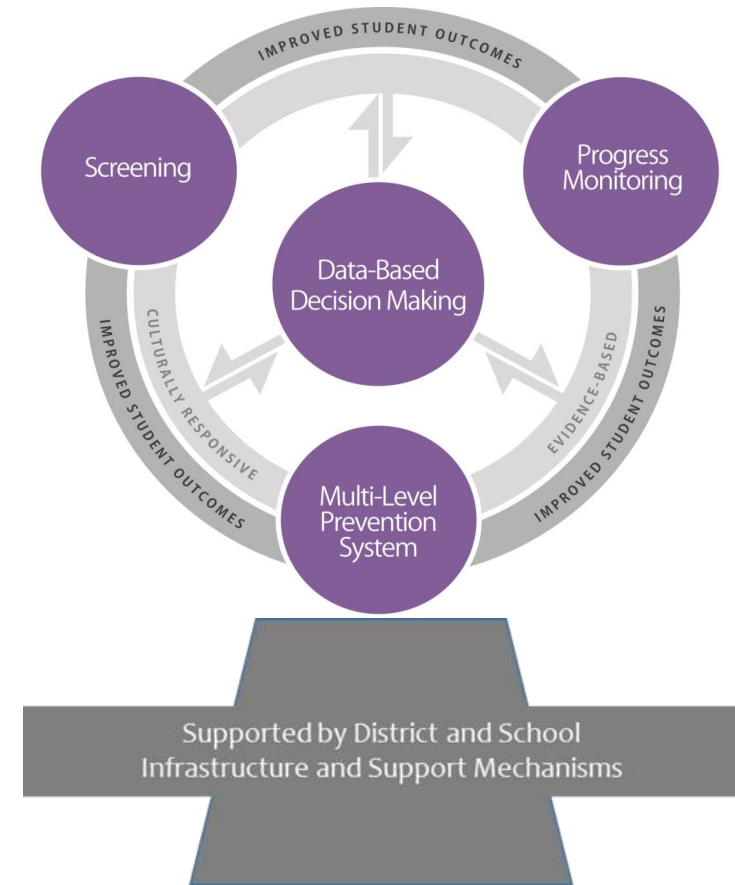 IMPROVED STUDENT OUTCOMES
Screening
Progress
Monitoring
Data-Based
Decision Making
IMPROVED STUDENT OUTCOMES
CULTURALLY RESPONSIVE
EVIDENCE-BASED
IMPROVED STUDENT OUTCOMES
Multi-Level
Prevention
System
Supported by District and School
Infrastructure and Support Mechanisms